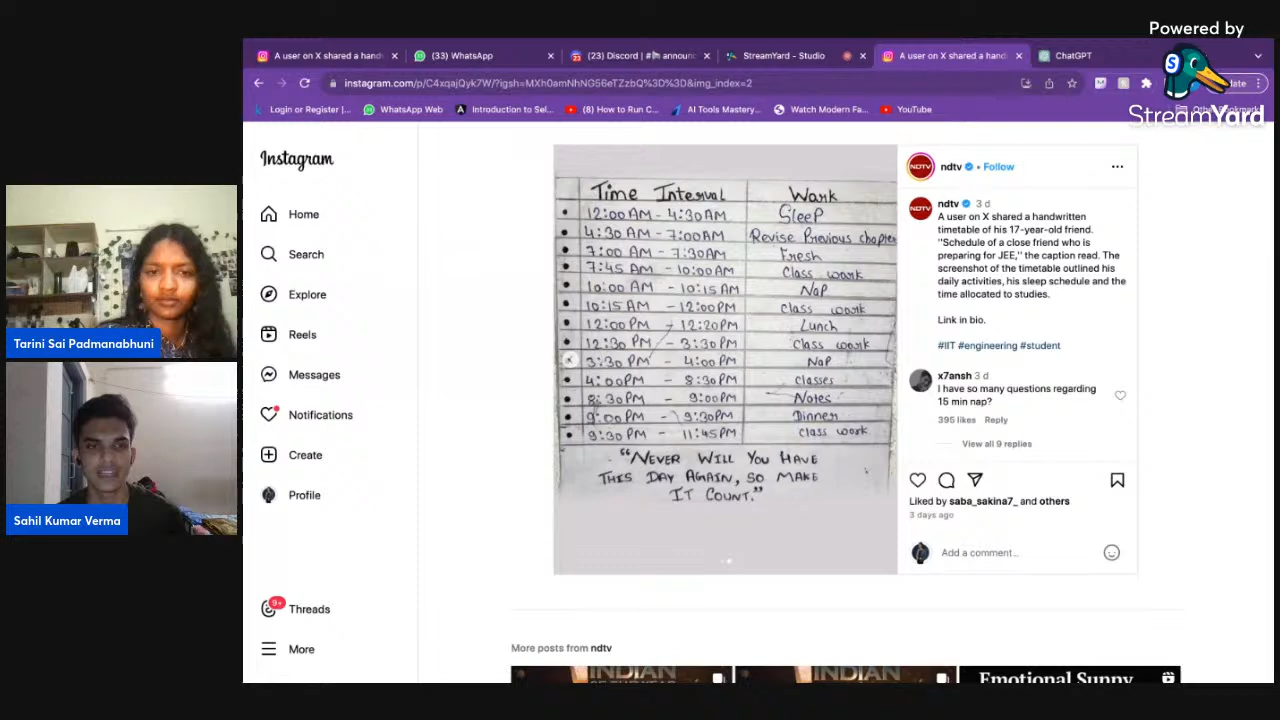 Powered by
StreamYard
A user on X shared a hand
(33) WhatsApp
(23) Discord | #
announc
StreamYard - Studio
A user on X shared a hand
ChatGPT
instagram.com/p/C4xqajQyk7W/?igsh=MXh0amNhNG56eTZzbQ%3D%3D&img_index=2
Login or Register |...
WhatsApp Web
Introduction to Sel...
(8) How to Run C...
AI Tools Mastery...
Watch Modern Fa...
YouTube
Instagram
Home
Search
Explore
Reels
Messages
Notifications
Create
Profile
9+
Threads
More
Tarini Sai Padmanabhuni
Sahil Kumar Verma
Time Interval Work
12:00 AM - 4:30 AM Sleep
4:30 AM - 7:00 AM Revise Previous chapter
7:00 AM - 7:30 AM Fresh
7:45 AM - 10:00 AM Class work
10:00 AM - 10:15 AM Nap
10:15 AM - 12:00 PM class work
12:00 PM - 12:20 PM Lunch
12:30 PM - 3:30 PM class work
3:30 PM - 4:00 PM Nap
4:00 PM - 8:30 PM classes
8:30 PM - 9:00 PM Notes
9:00 PM - 9:30 PM Dinner
9:30 PM - 11:45 PM class work
"NEVER WILL YOU HAVE
THIS DAY AGAIN, SO MAKE
IT COUNT."
NDTV
ndtv • Follow
NDTV
ndtv 3 d
A user on X shared a handwritten
timetable of his 17-year-old friend.
"Schedule of a close friend who is
preparing for JEE," the caption read. The
screenshot of the timetable outlined his
daily activities, his sleep schedule and the
time allocated to studies.
Link in bio.
#IIT #engineering #student
x7ansh 3 d
I have so many questions regarding
15 min nap?
395 likes Reply
View all 9 replies
Liked by saba_sakina7_ and others
3 days ago
Add a comment...
More posts from ndtv
INDIAN
OF THE YEAR
INDIAN
Emotional Sunny